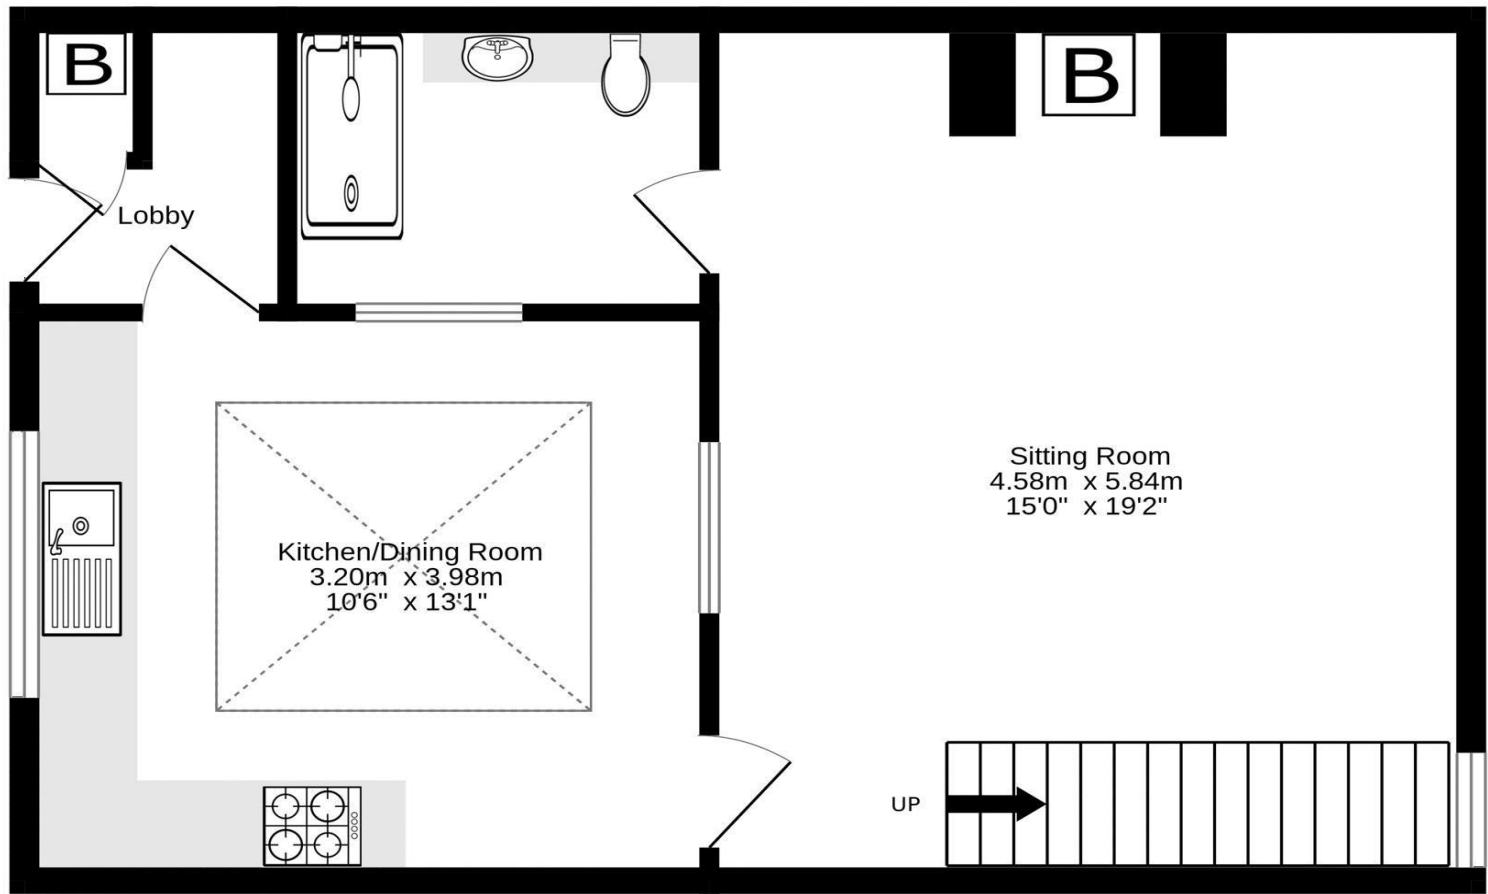 B
B
Lobby
Sitting Room
4.58m x 5.84m
15'0" x 19'2"
Kitchen/Dining Room
3.20m x 3.98m
10'6" x 13'1"
UP